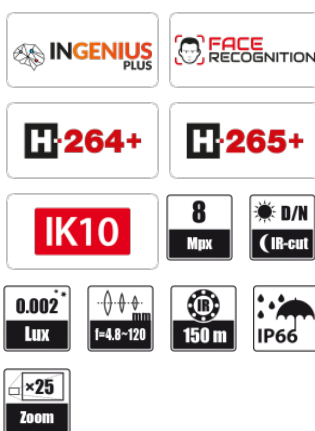 INGENIUS
PLUS
FACE
RECOGNITION
H·264+
H·265+
IK10
8
Mpx
D/N
IR-cut
0.002
Lux
mm
f=4.8~120
IR
150 m
IP66
×25
Zoom